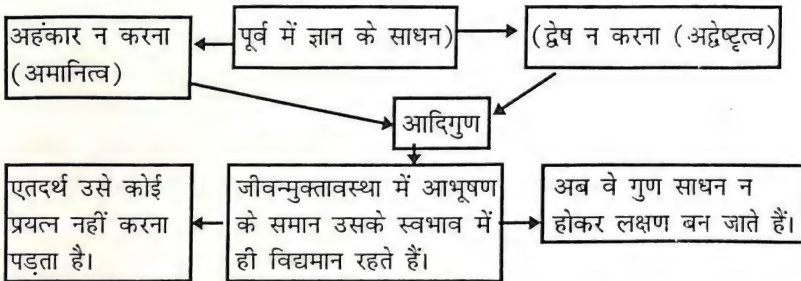 अहंकार न करना
(अमानित्व)
पूर्व में ज्ञान के साधन)
(द्वेष न करना (अद्वेष्टृत्व)
आदिगुण
एतदर्थ उसे कोई
प्रयत्न नहीं करना
पड़ता है।
जीवन्मुक्तावस्था में आभूषण
के समान उसके स्वभाव में
ही विद्यमान रहते हैं।
अब वे गुण साधन न
होकर लक्षण बन जाते हैं।